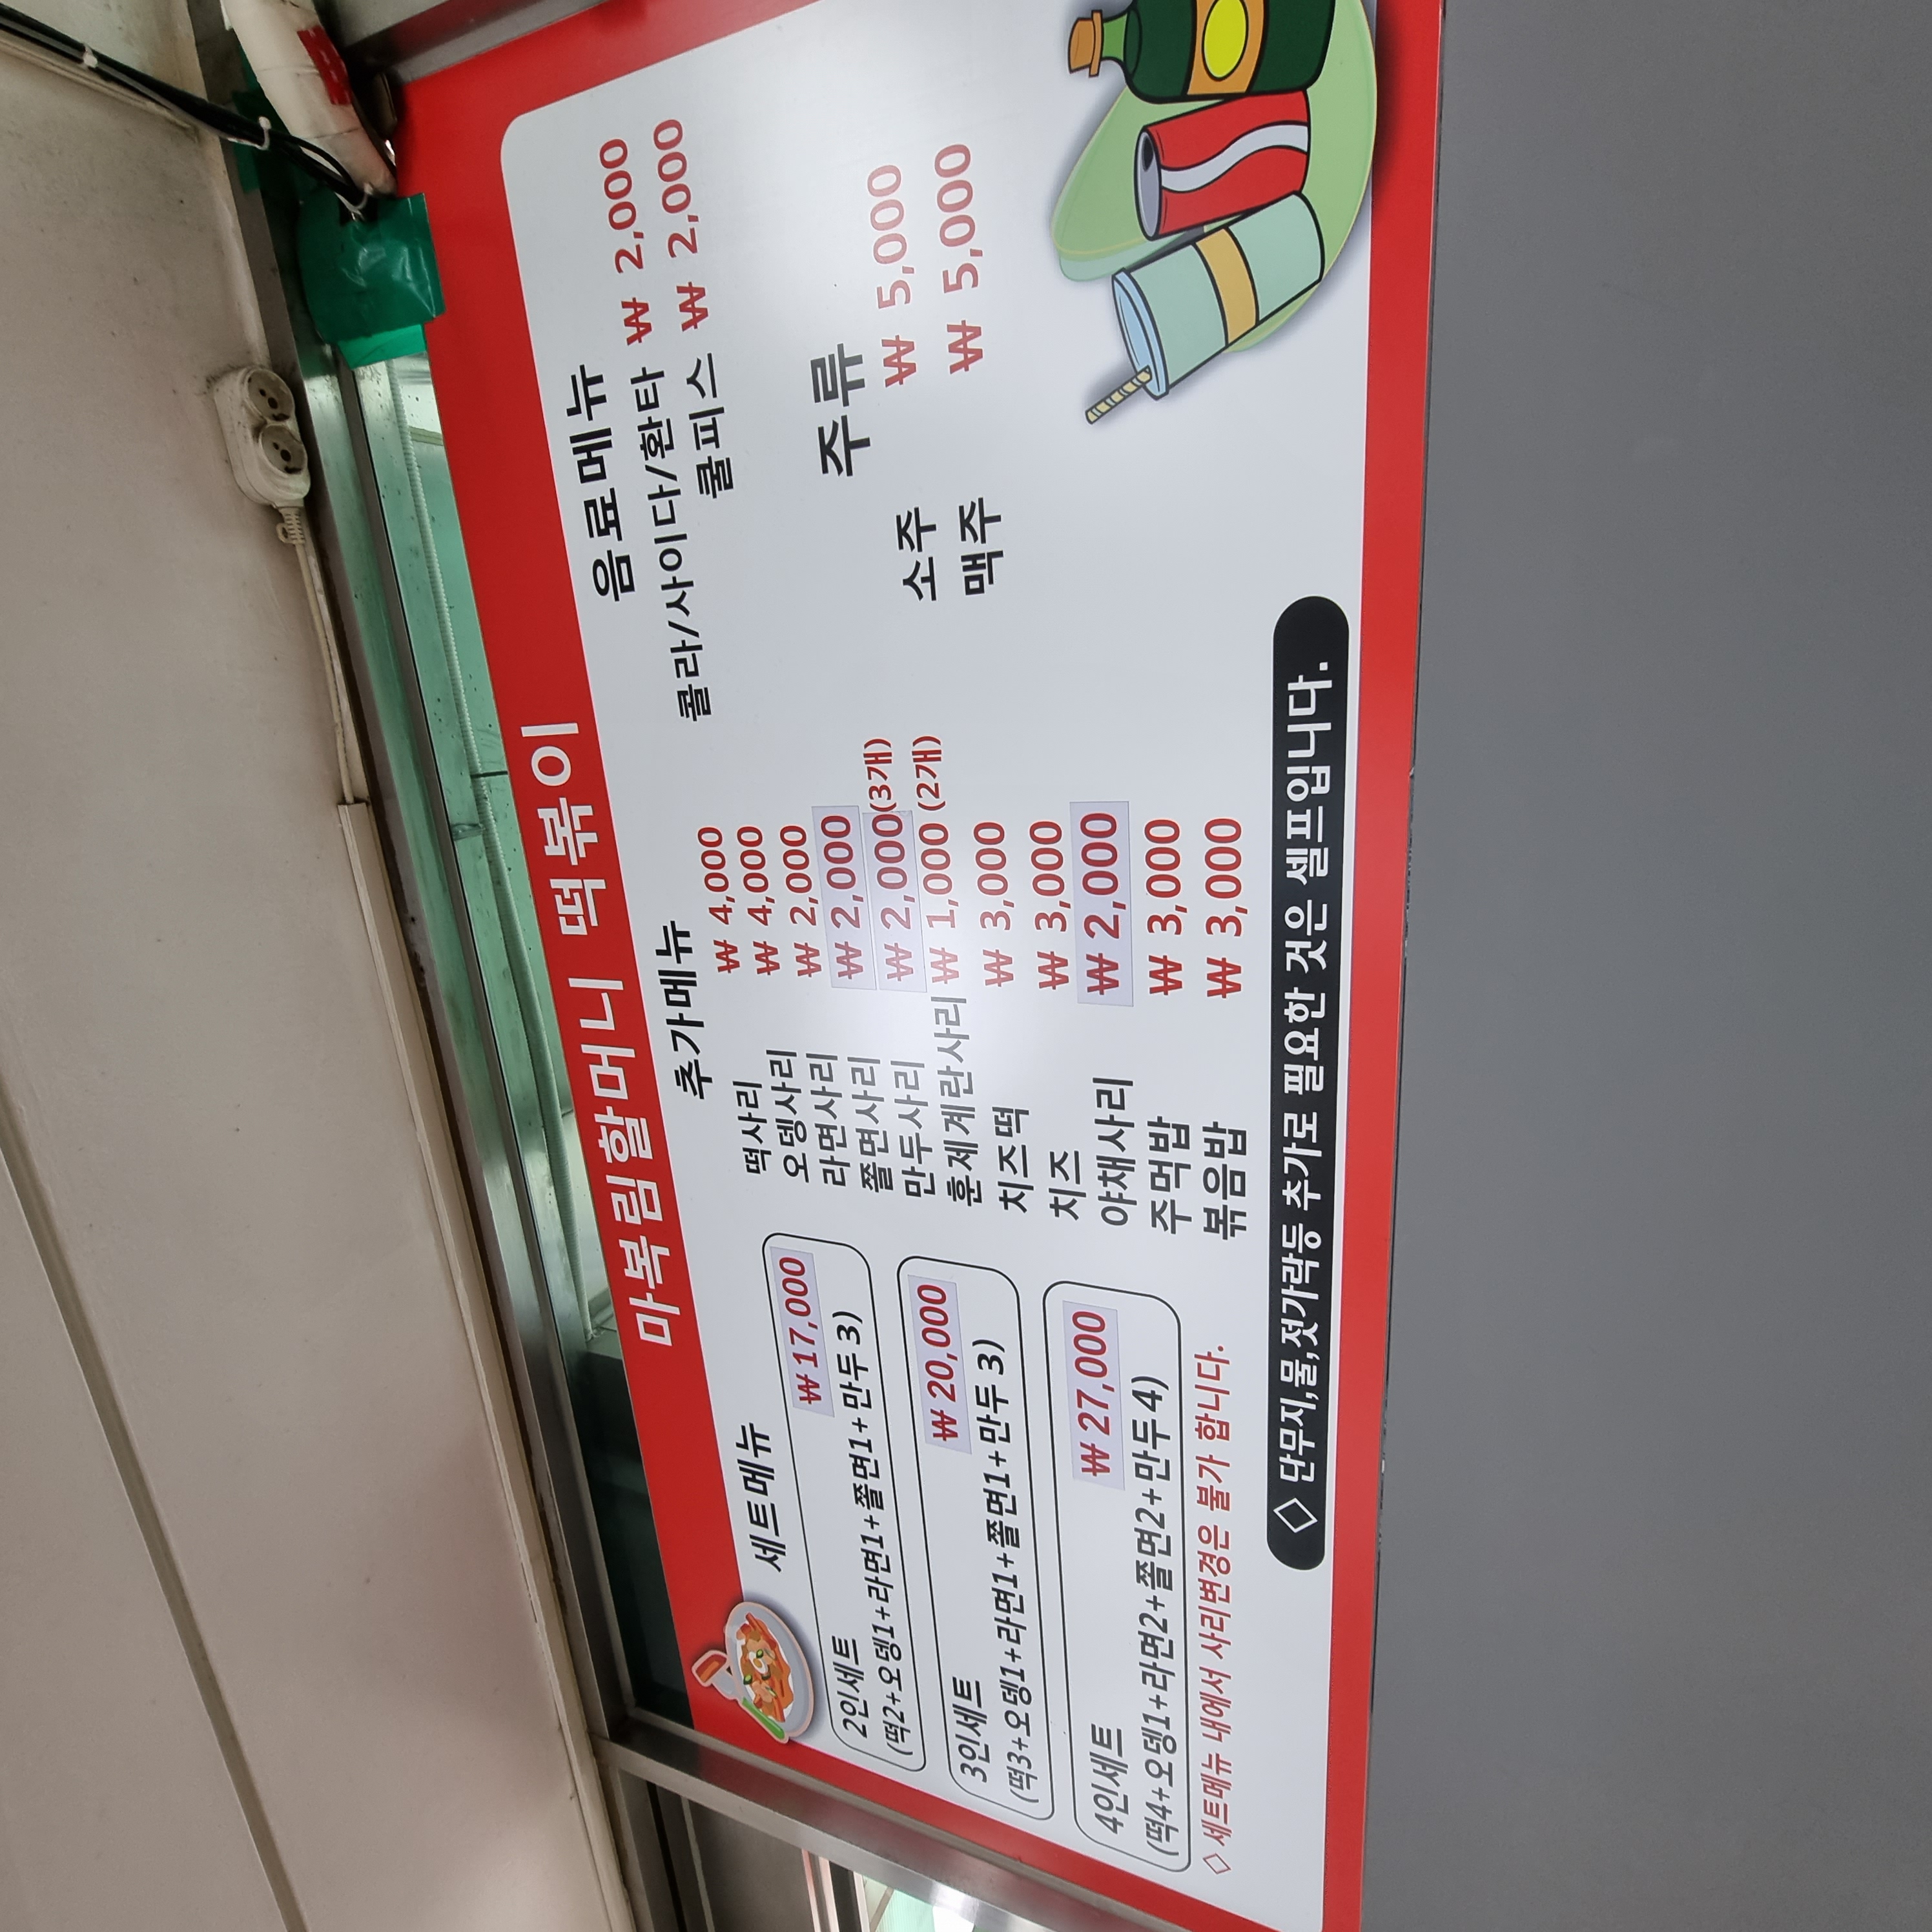 마복림할머니 떡볶이
세트메뉴
2인세트 ₩ 17,000
(떡2+오뎅1+라면1+쫄면1+만두3)
3인세트 ₩ 20,000
(떡3+오뎅1+라면1+쫄면1+만두3)
4인세트 ₩ 27,000
(떡4+오뎅1+라면2+쫄면2+만두4)
◇ 세트메뉴 내에서 사리변경은 불가 합니다.
추가메뉴
떡사리 ₩ 4,000
오뎅사리 ₩ 4,000
라면사리 ₩ 2,000
쫄면사리 ₩ 2,000
만두사리 ₩ 2,000(3개)
훈제계란사리 ₩ 1,000 (2개)
치즈떡 ₩ 3,000
치즈 ₩ 3,000
야채사리 ₩ 2,000
주먹밥 ₩ 3,000
볶음밥 ₩ 3,000
음료메뉴
콜라/사이다/환타 ₩ 2,000
쿨피스 ₩ 2,000
주류
소주 ₩ 5,000
맥주 ₩ 5,000
◇ 단무지,물,젓가락등 추가로 필요한 것은 셀프입니다.